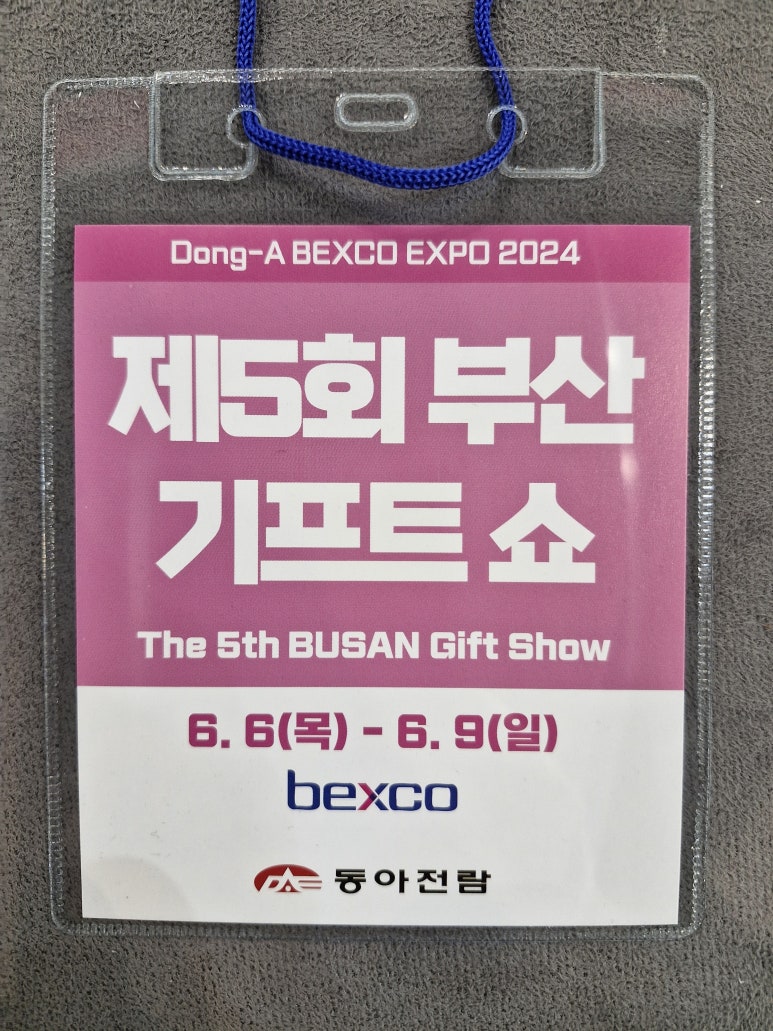 Dong-A BEXCO EXPO 2024
제5회 부산
기프트 쇼
The 5th BUSAN Gift Show
6. 6(목) - 6. 9(일)
bexco
DAE 동아전람